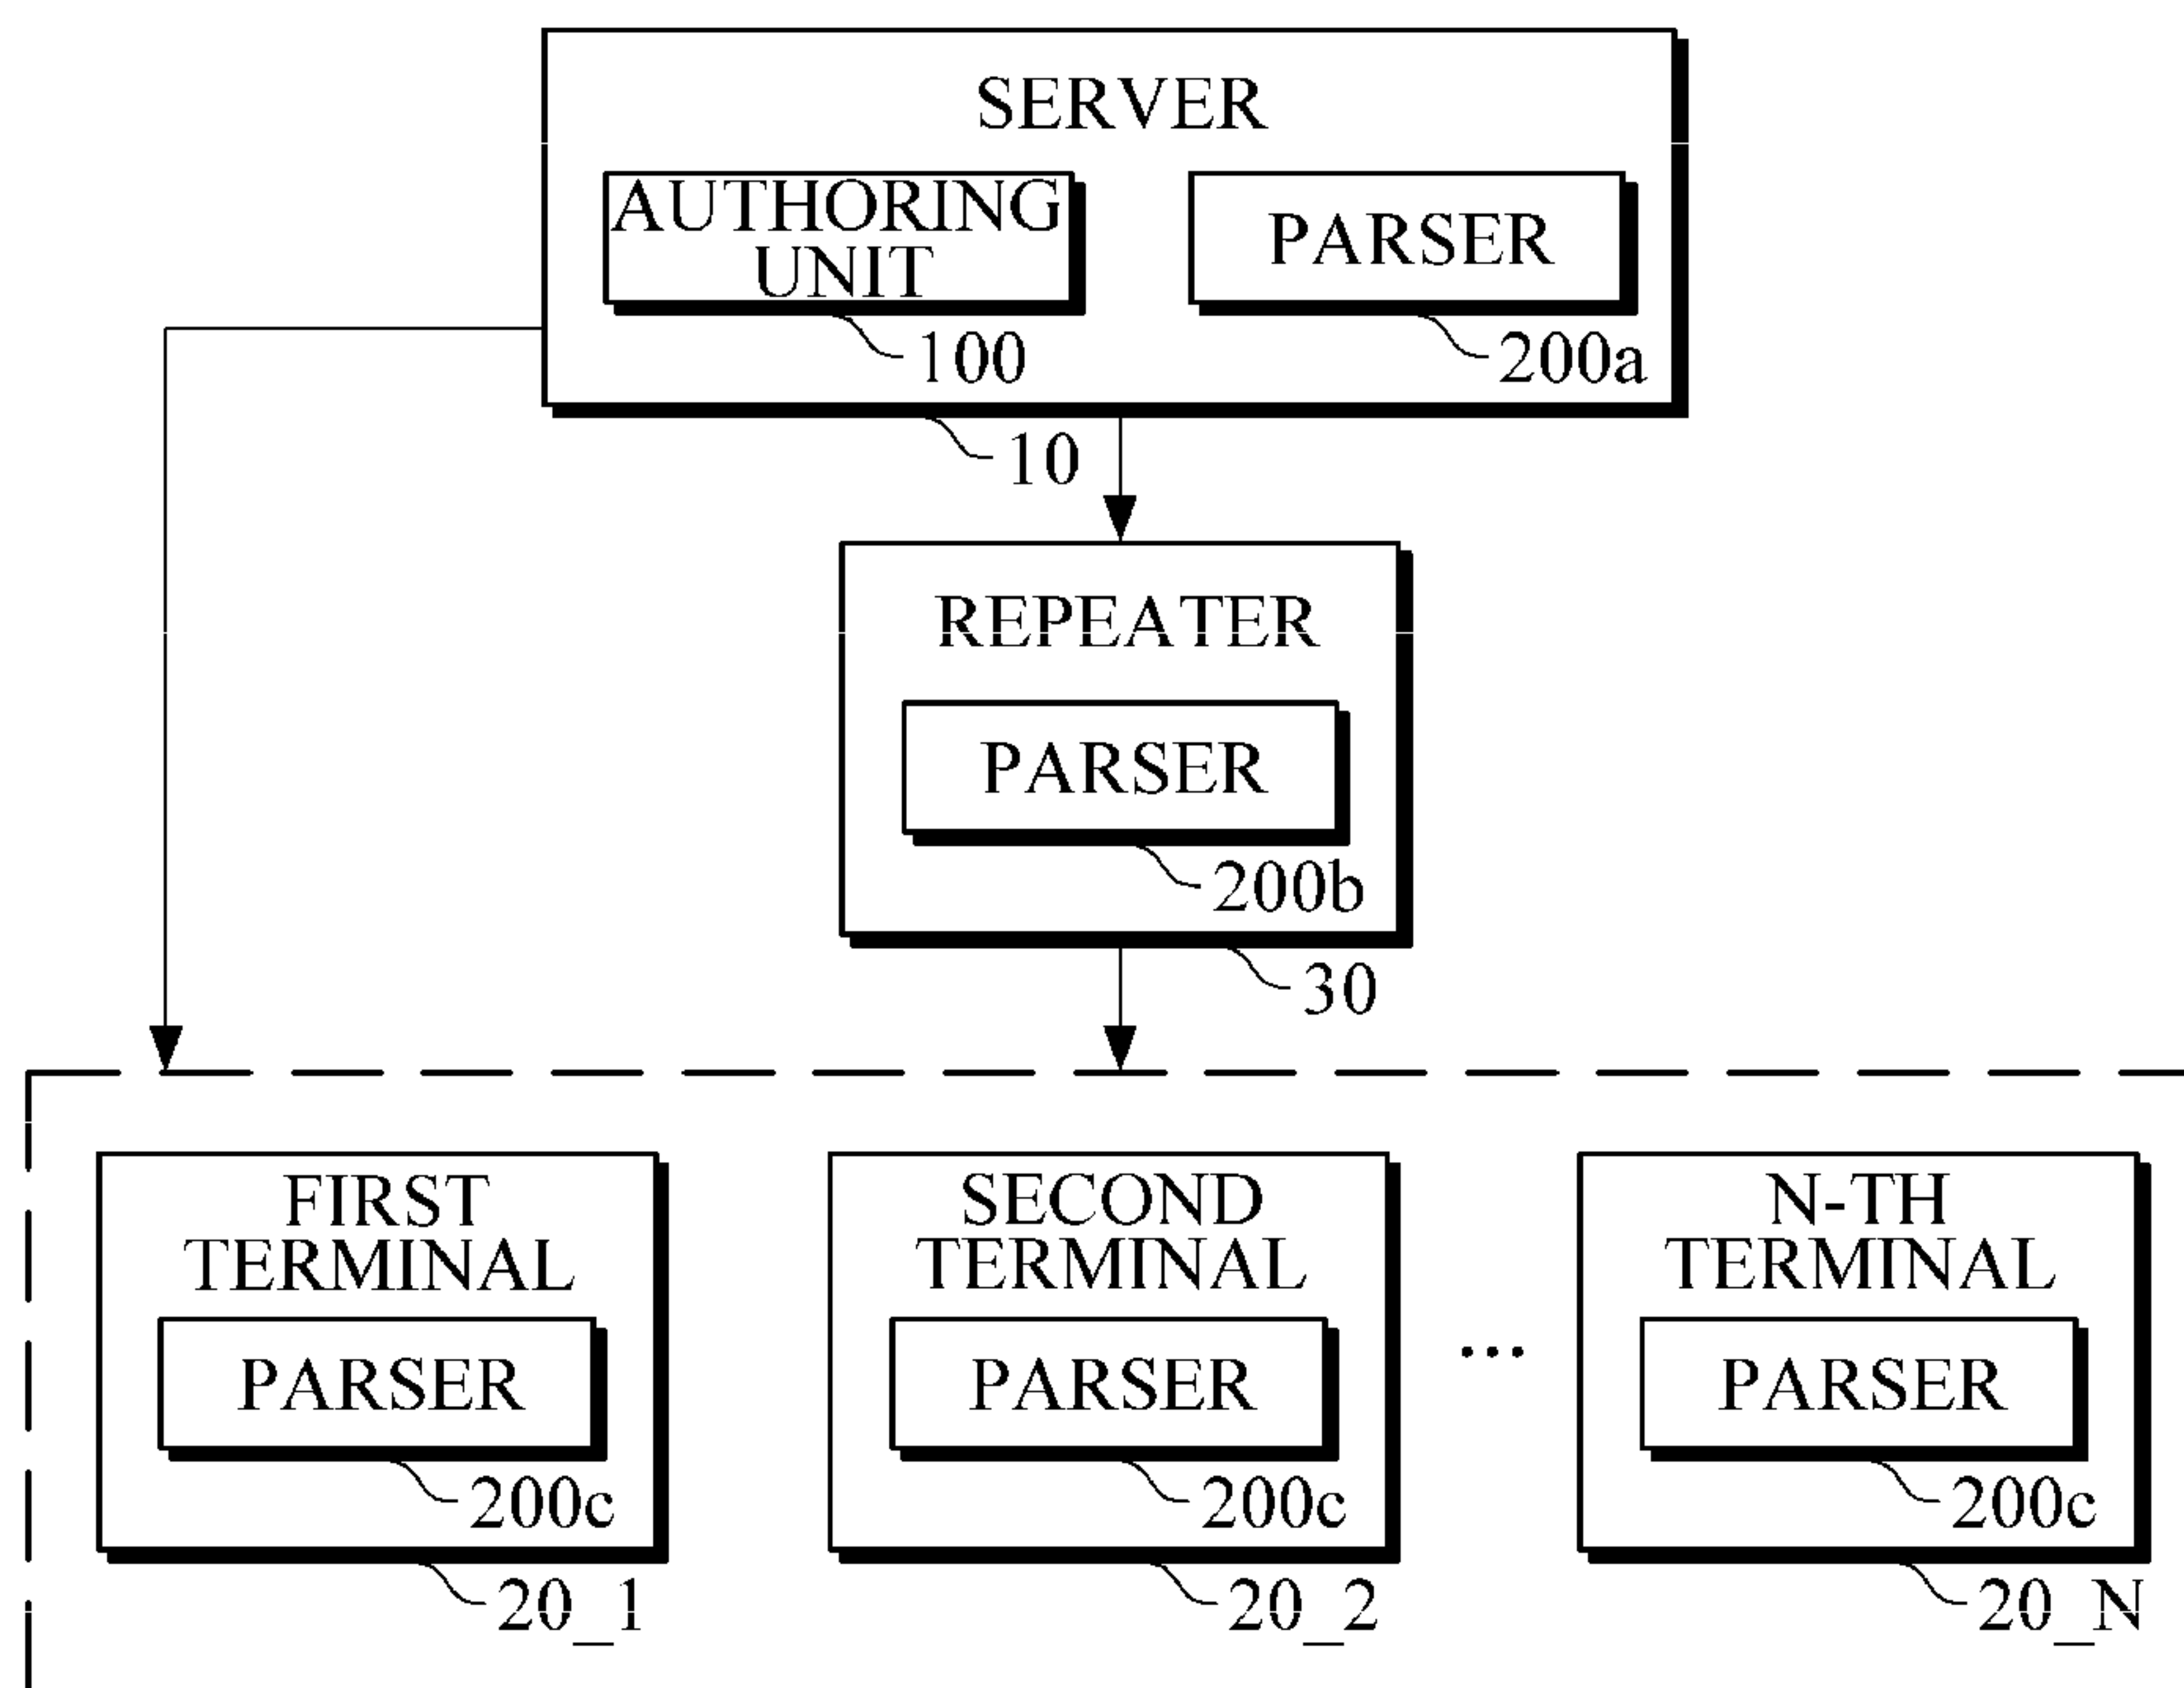 SERVER
AUTHORING
UNIT
PARSER
100
200a
10
REPEATER
PARSER
200b
30
FIRST
TERMINAL
PARSER
200c
20_1
SECOND
TERMINAL
PARSER
200c
20_2
...
N-TH
TERMINAL
PARSER
200c
20_N